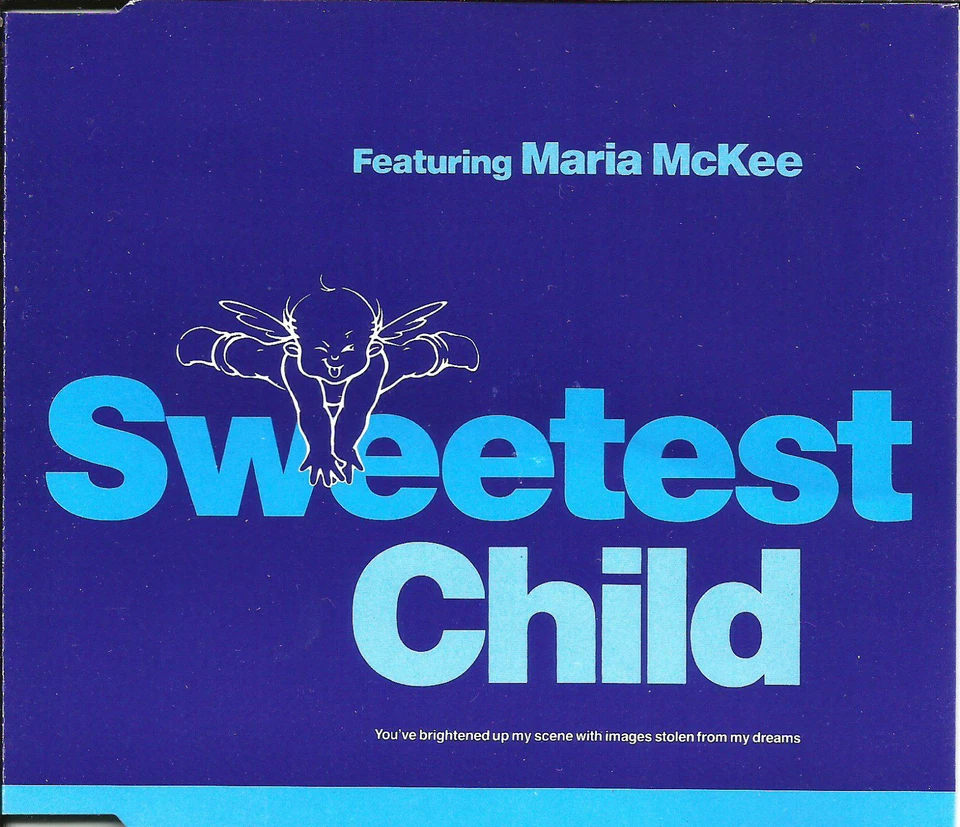 Featuring Maria McKee
Sweetest
Child
You've brightened up my scene with images stolen from my dreams